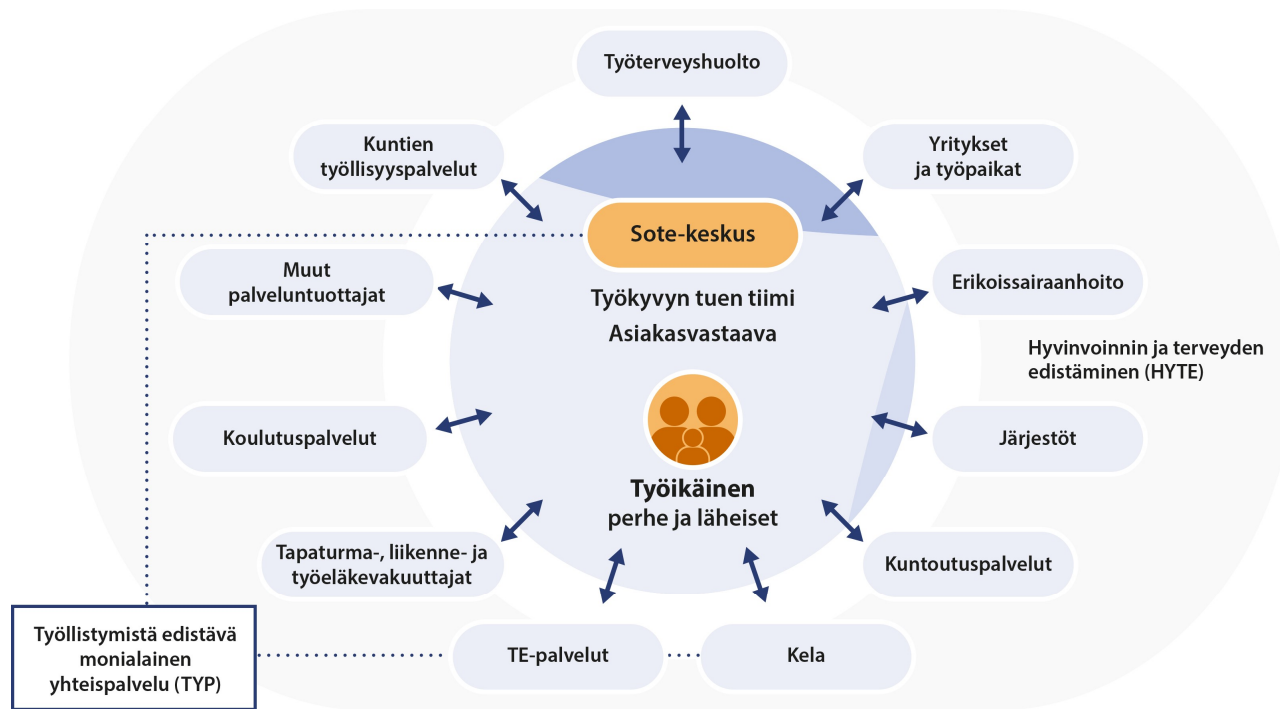 Työterveyshuolto
Kuntien
työllisyyspalvelut
Yritykset
ja työpaikat
Sote-keskus
Muut
palveluntuottajat
Erikoissairaanhoito
Työkyvyn tuen tiimi
Asiakasvastaava
Hyvinvoinnin ja terveyden
edistäminen (HYTE)
Koulutuspalvelut
Järjestöt
Työikäinen
perhe ja läheiset
Tapaturma-, liikenne- ja
työeläkevakuuttajat
Kuntoutuspalvelut
Työllistymistä edistävä
monialainen
yhteispalvelu (TYP)
TE-palvelut
Kela